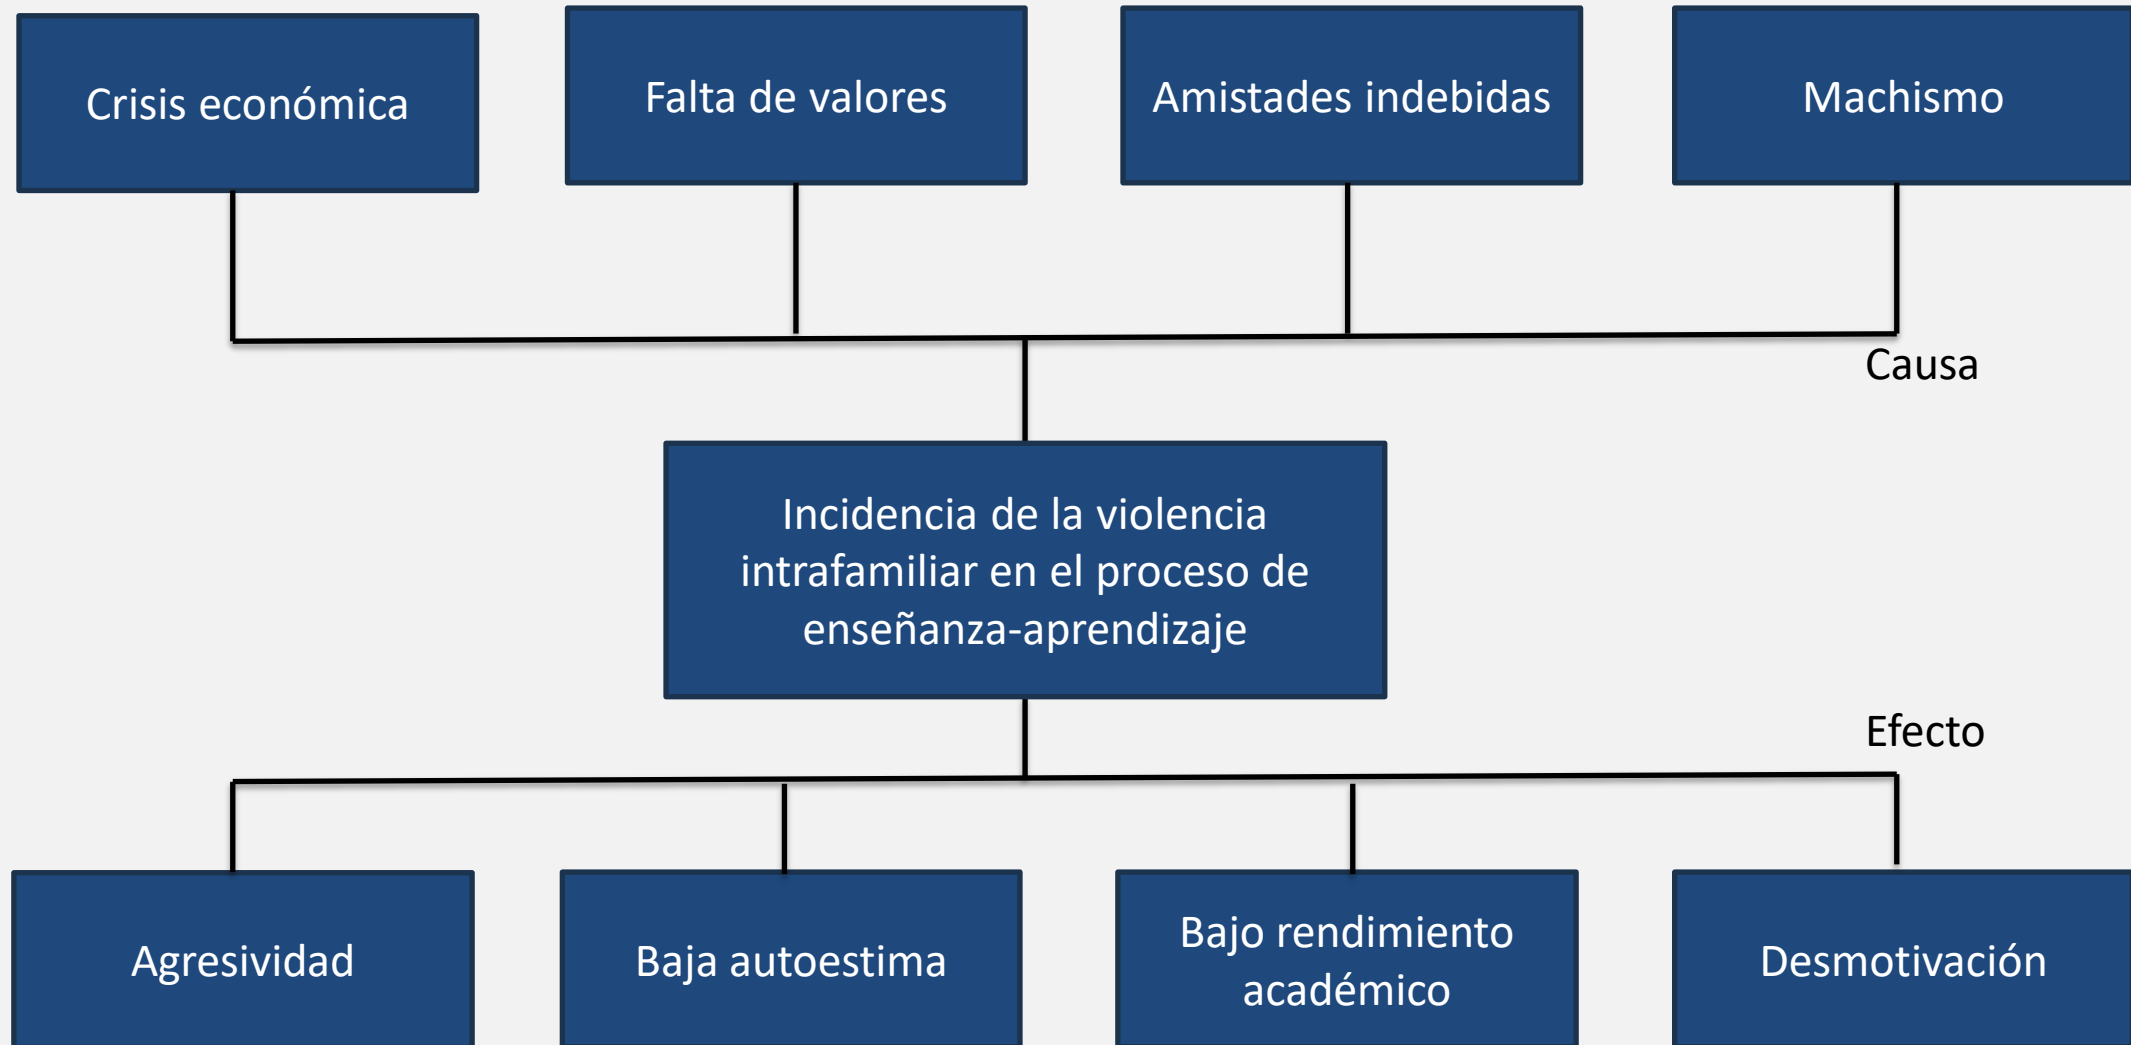 Crisis económica
Falta de valores
Amistades indebidas
Machismo
Causa
Incidencia de la violencia
intrafamiliar en el proceso de
enseñanza-aprendizaje
Efecto
Agresividad
Baja autoestima
Bajo rendimiento
académico
Desmotivación